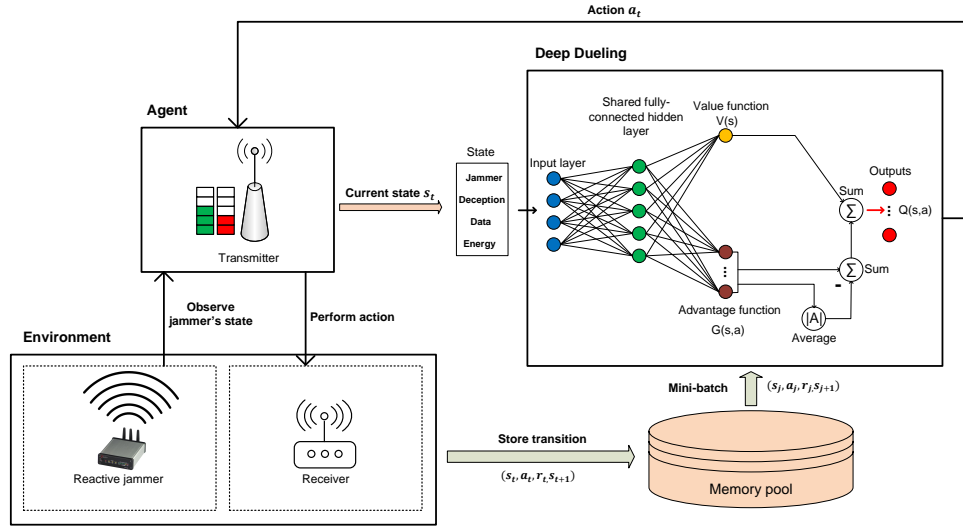 Action a_t
Deep Dueling
Agent
Transmitter
Current state s_t
State
Jammer
Deception
Data
Energy
Input layer
Shared fully-
connected hidden
layer
Value function
V(s)
Sum
Σ
Outputs
Q(s,a)
Σ
Sum
-
|A|
Average
Advantage function
G(s,a)
Observe
jammer's state
Perform action
Environment
Reactive jammer
Receiver
Store transition
(s_t, a_t, r_t, s_{t+1})
Mini-batch
(s_j, a_j, r_j, s_{j+1})
Memory pool